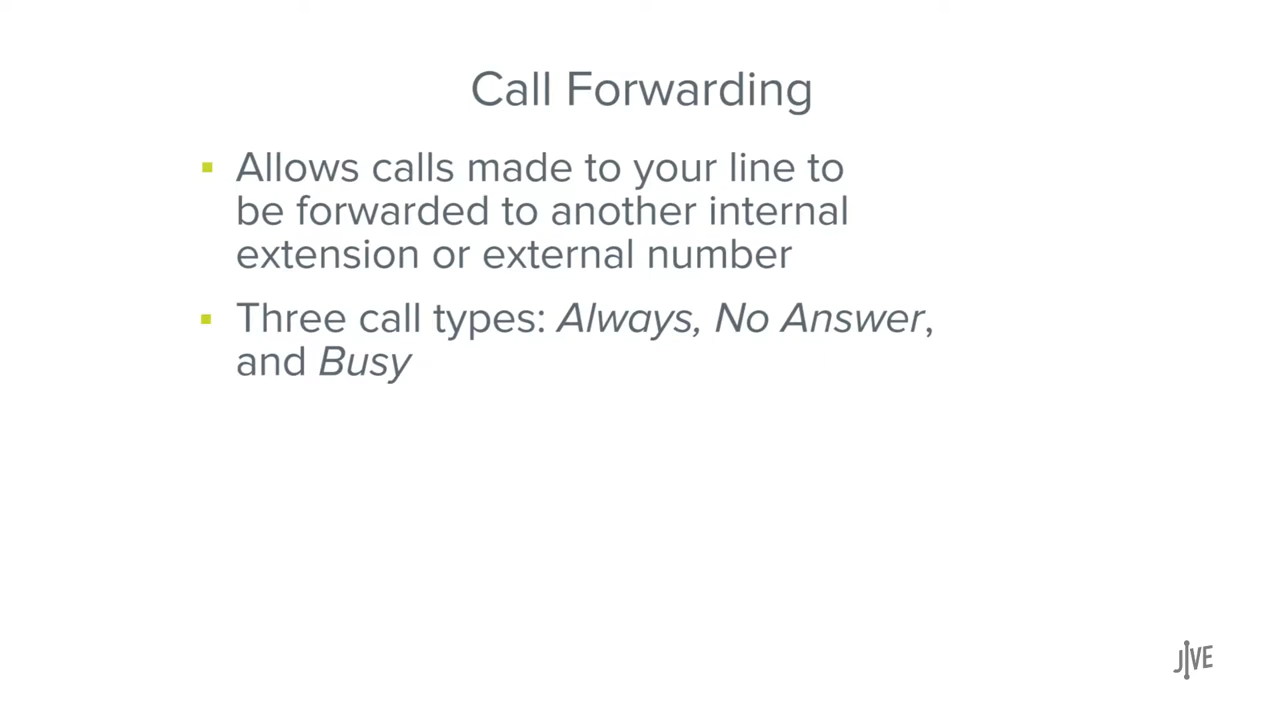 Call Forwarding
▪ Allows calls made to your line to
be forwarded to another internal
extension or external number
▪ Three call types: Always, No Answer,
and Busy
JIVE